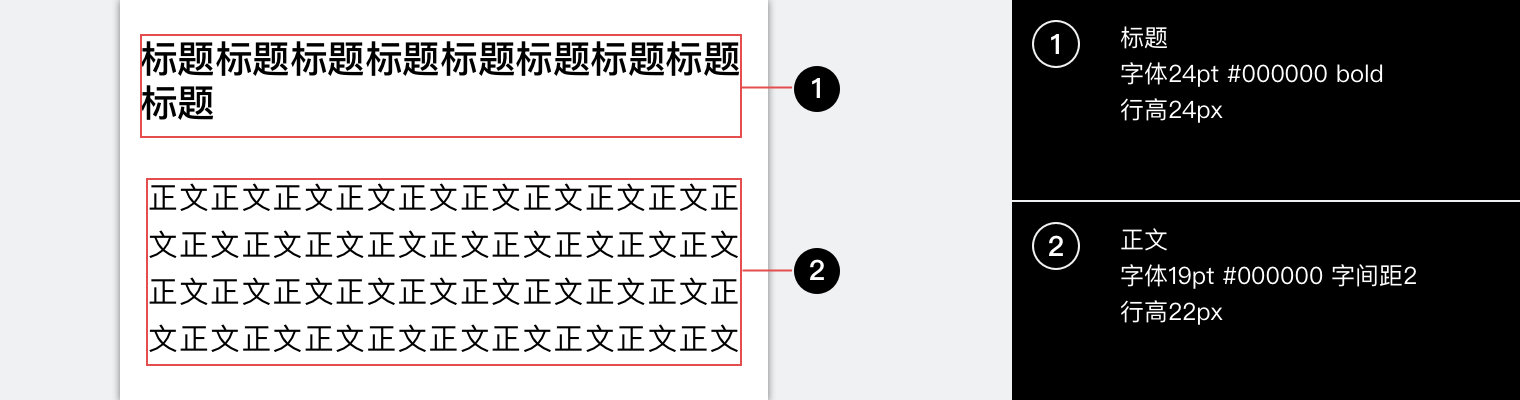 标题标题标题标题标题标题标题标题
标题
1
正文正文正文正文正文正文正文正文正文正
文正文正文正文正文正文正文正文正文正文
正文正文正文正文正文正文正文正文正文正
文正文正文正文正文正文正文正文正文正文
2
1
标题
字体24pt #000000 bold
行高24px
2
正文
字体19pt #000000 字间距2
行高22px